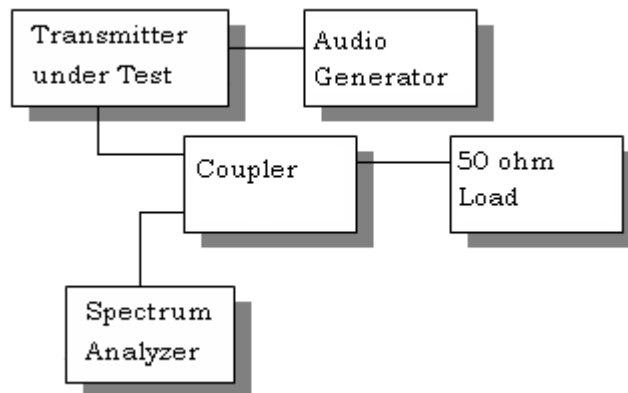 Transmitter
under Test
Audio
Generator
Coupler
50 ohm
Load
Spectrum
Analyzer